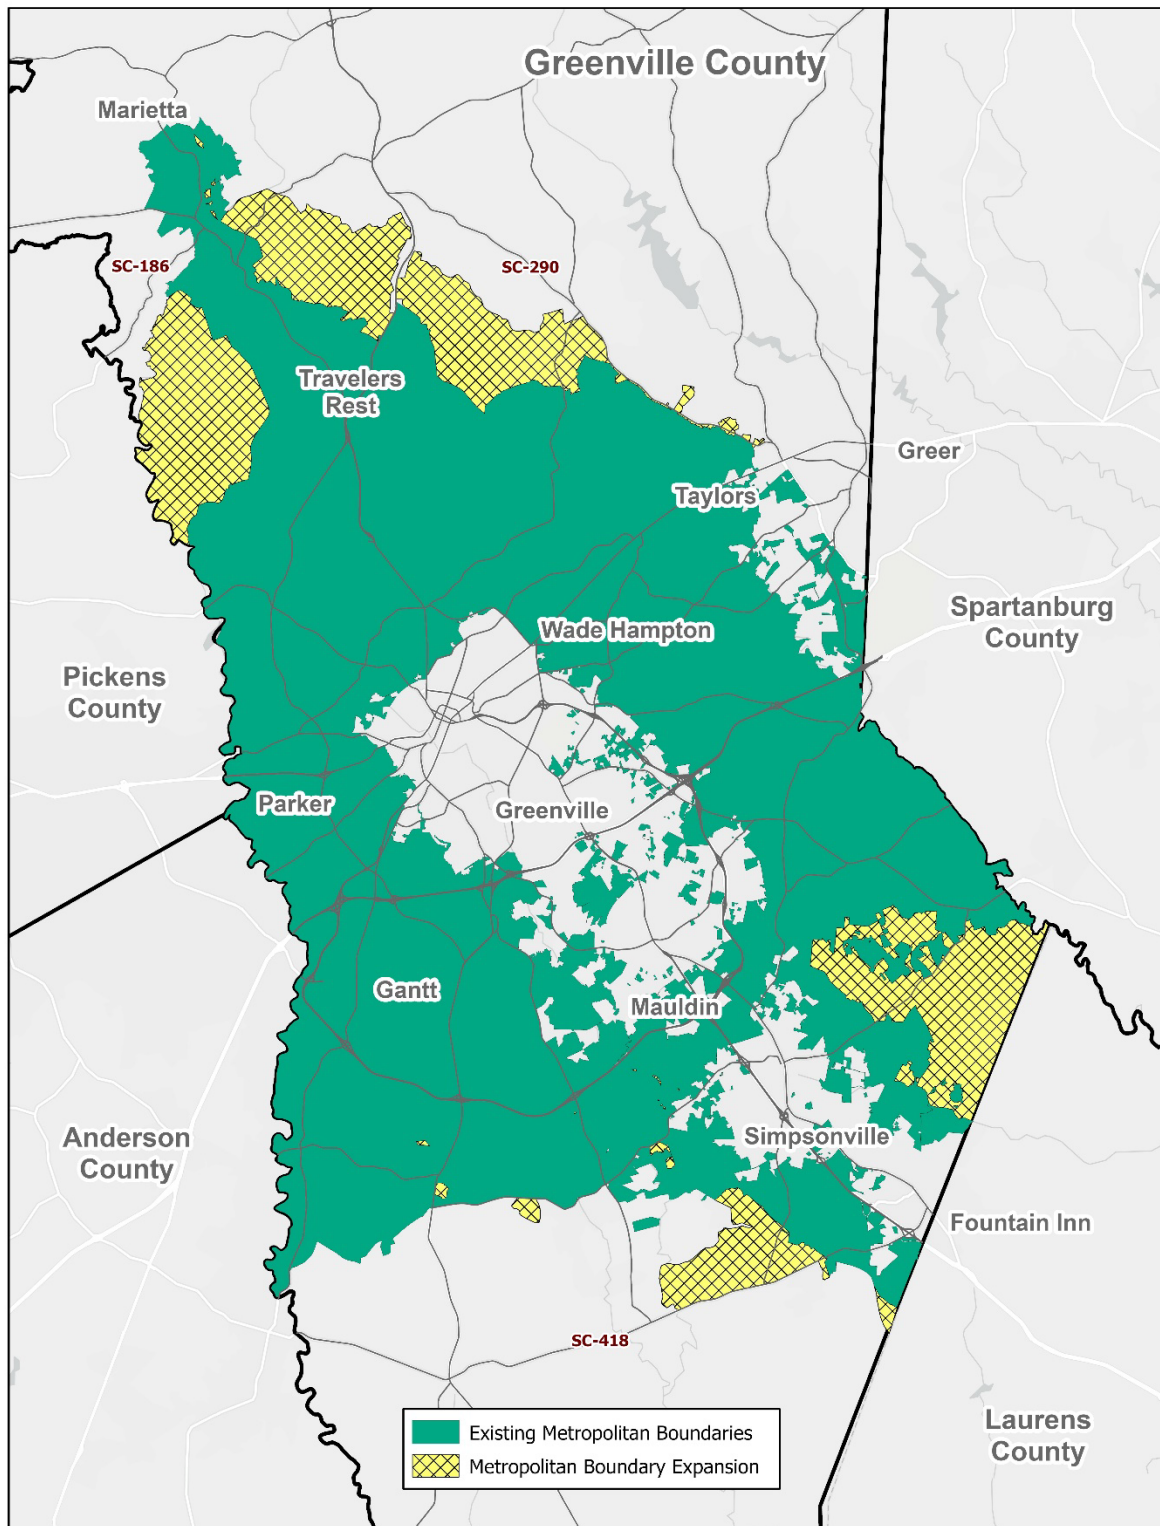 Greenville County
Marietta
SC-186
SC-290
Travelers
Rest
Greer
Taylors
Wade Hampton
Spartanburg
County
Pickens
County
Parker
Greenville
Gantt
Mauldin
Anderson
County
Simpsonville
Fountain Inn
SC-418
Laurens
County
Existing Metropolitan Boundaries
Metropolitan Boundary Expansion